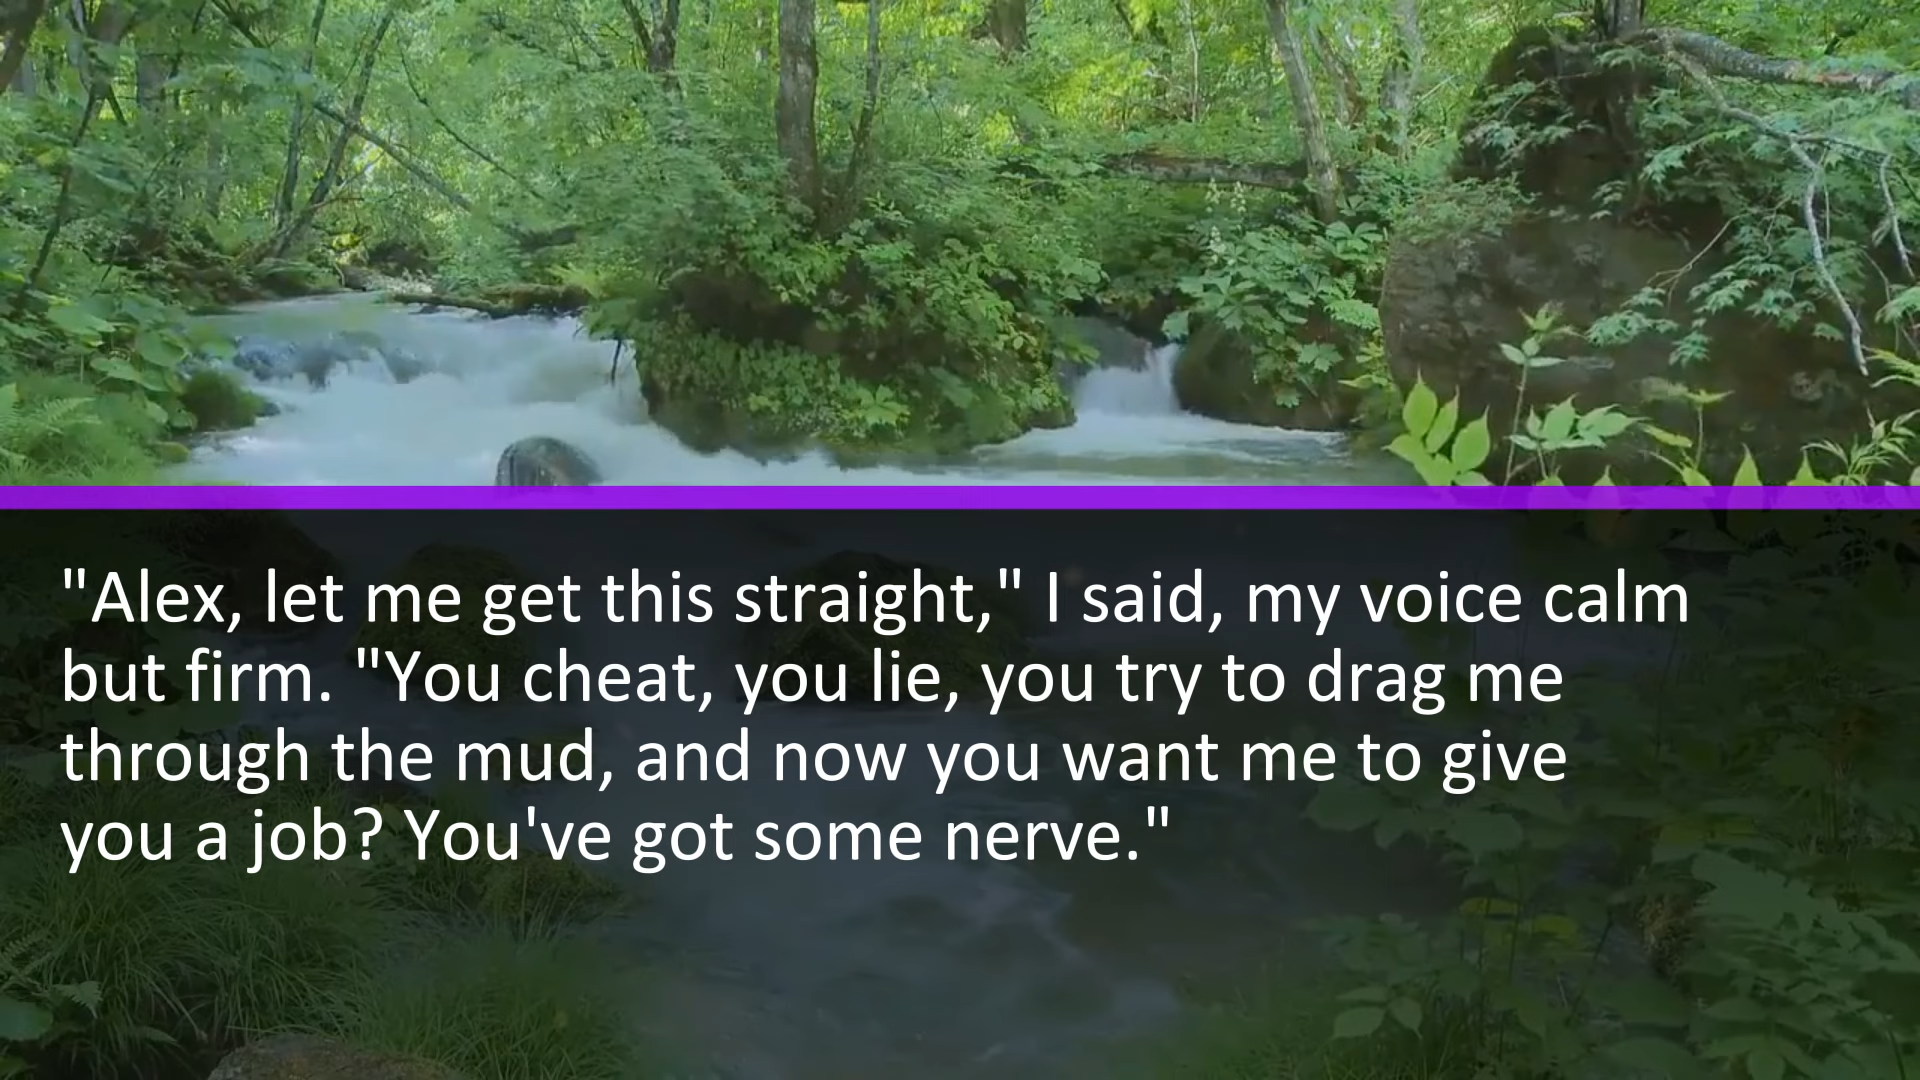 "Alex, let me get this straight," I said, my voice calm
but firm. "You cheat, you lie, you try to drag me
through the mud, and now you want me to give
you a job? You've got some nerve."